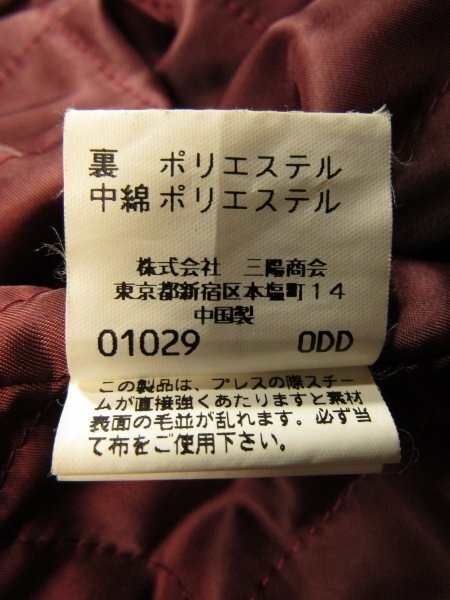 裏　ポリエステル
中綿 ポリエステル
株式会社　三陽商会
東京都新宿区本塩町１４
中国製
01029　ODD
この製品は、プレスの際スチー
ムが直接強くあたりますと素材
表面の毛並が乱れます。必ず当
て布をご使用下さい。